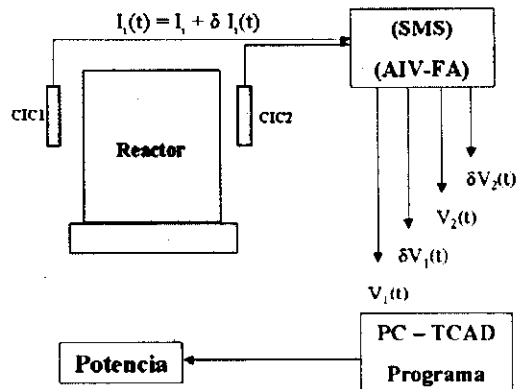 I₁(t) = I₁ + δ I₁(t)
(SMS)
(AIV-FA)
CIC1
CIC2
Reactor
δV₂(t)
V₂(t)
δV₁(t)
V₁(t)
PC – TCAD
Programa
Potencia